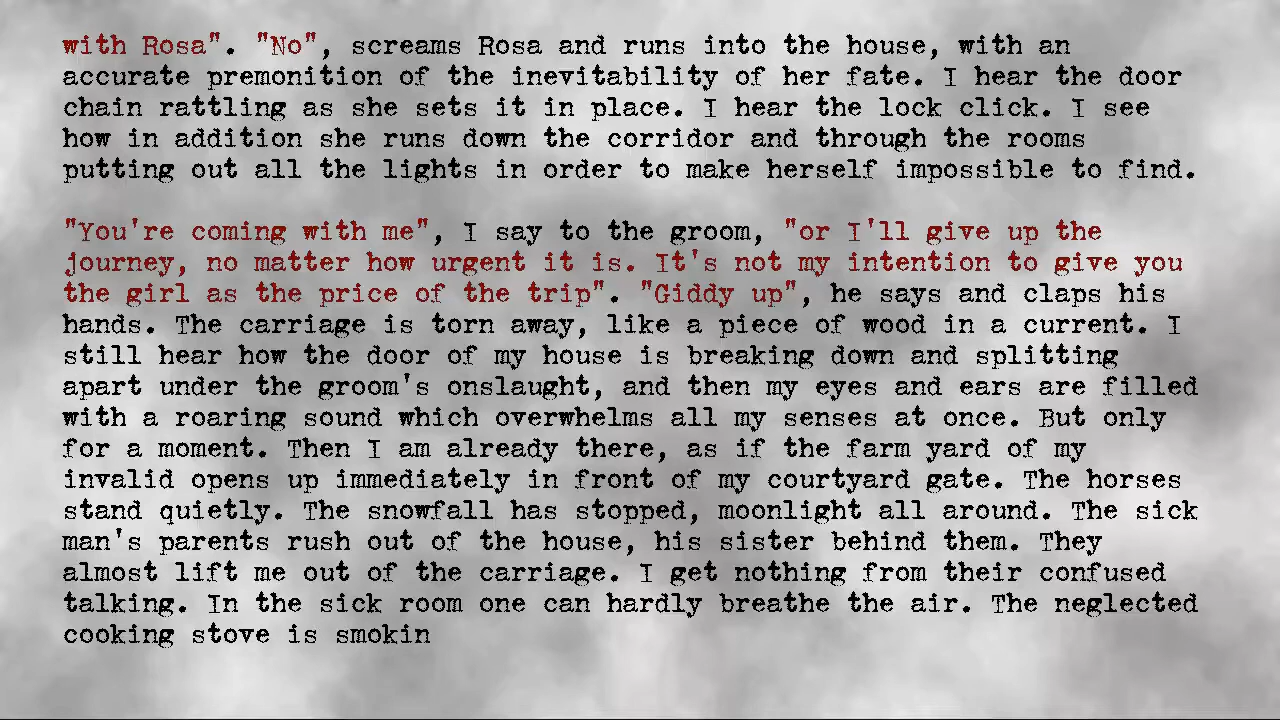 with Rosa". "No", screams Rosa and runs into the house, with an
accurate premonition of the inevitability of her fate. I hear the door
chain rattling as she sets it in place. I hear the lock click. I see
how in addition she runs down the corridor and through the rooms
putting out all the lights in order to make herself impossible to find.
"You're coming with me", I say to the groom, "or I'll give up the
journey, no matter how urgent it is. It's not my intention to give you
the girl as the price of the trip". "Giddy up", he says and claps his
hands. The carriage is torn away, like a piece of wood in a current. I
still hear how the door of my house is breaking down and splitting
apart under the groom's onslaught, and then my eyes and ears are filled
with a roaring sound which overwhelms all my senses at once. But only
for a moment. Then I am already there, as if the farm yard of my
invalid opens up immediately in front of my courtyard gate. The horses
stand quietly. The snowfall has stopped, moonlight all around. The sick
man's parents rush out of the house, his sister behind them. They
almost lift me out of the carriage. I get nothing from their confused
talking. In the sick room one can hardly breathe the air. The neglected
cooking stove is smokin